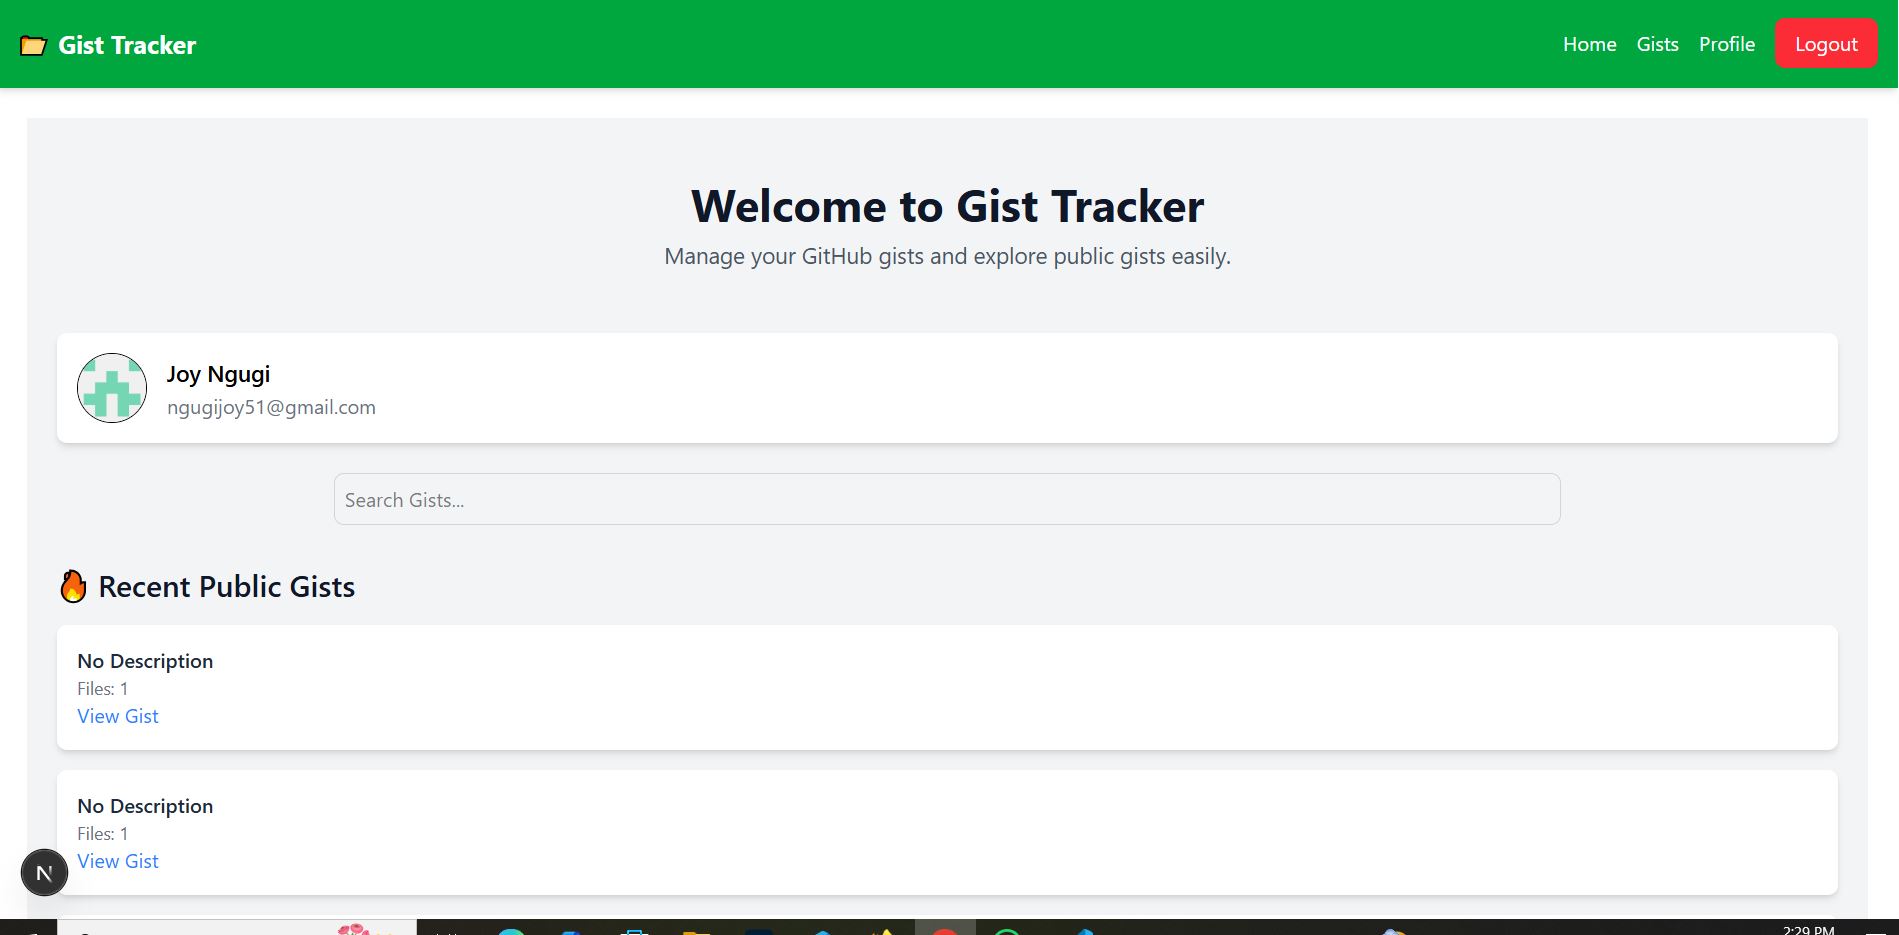 Gist Tracker
Home Gists Profile Logout
Welcome to Gist Tracker
Manage your GitHub gists and explore public gists easily.
Joy Ngugi
ngugijoy51@gmail.com
Search Gists...
Recent Public Gists
No Description
Files: 1
View Gist
No Description
Files: 1
View Gist
N
2:29 PM